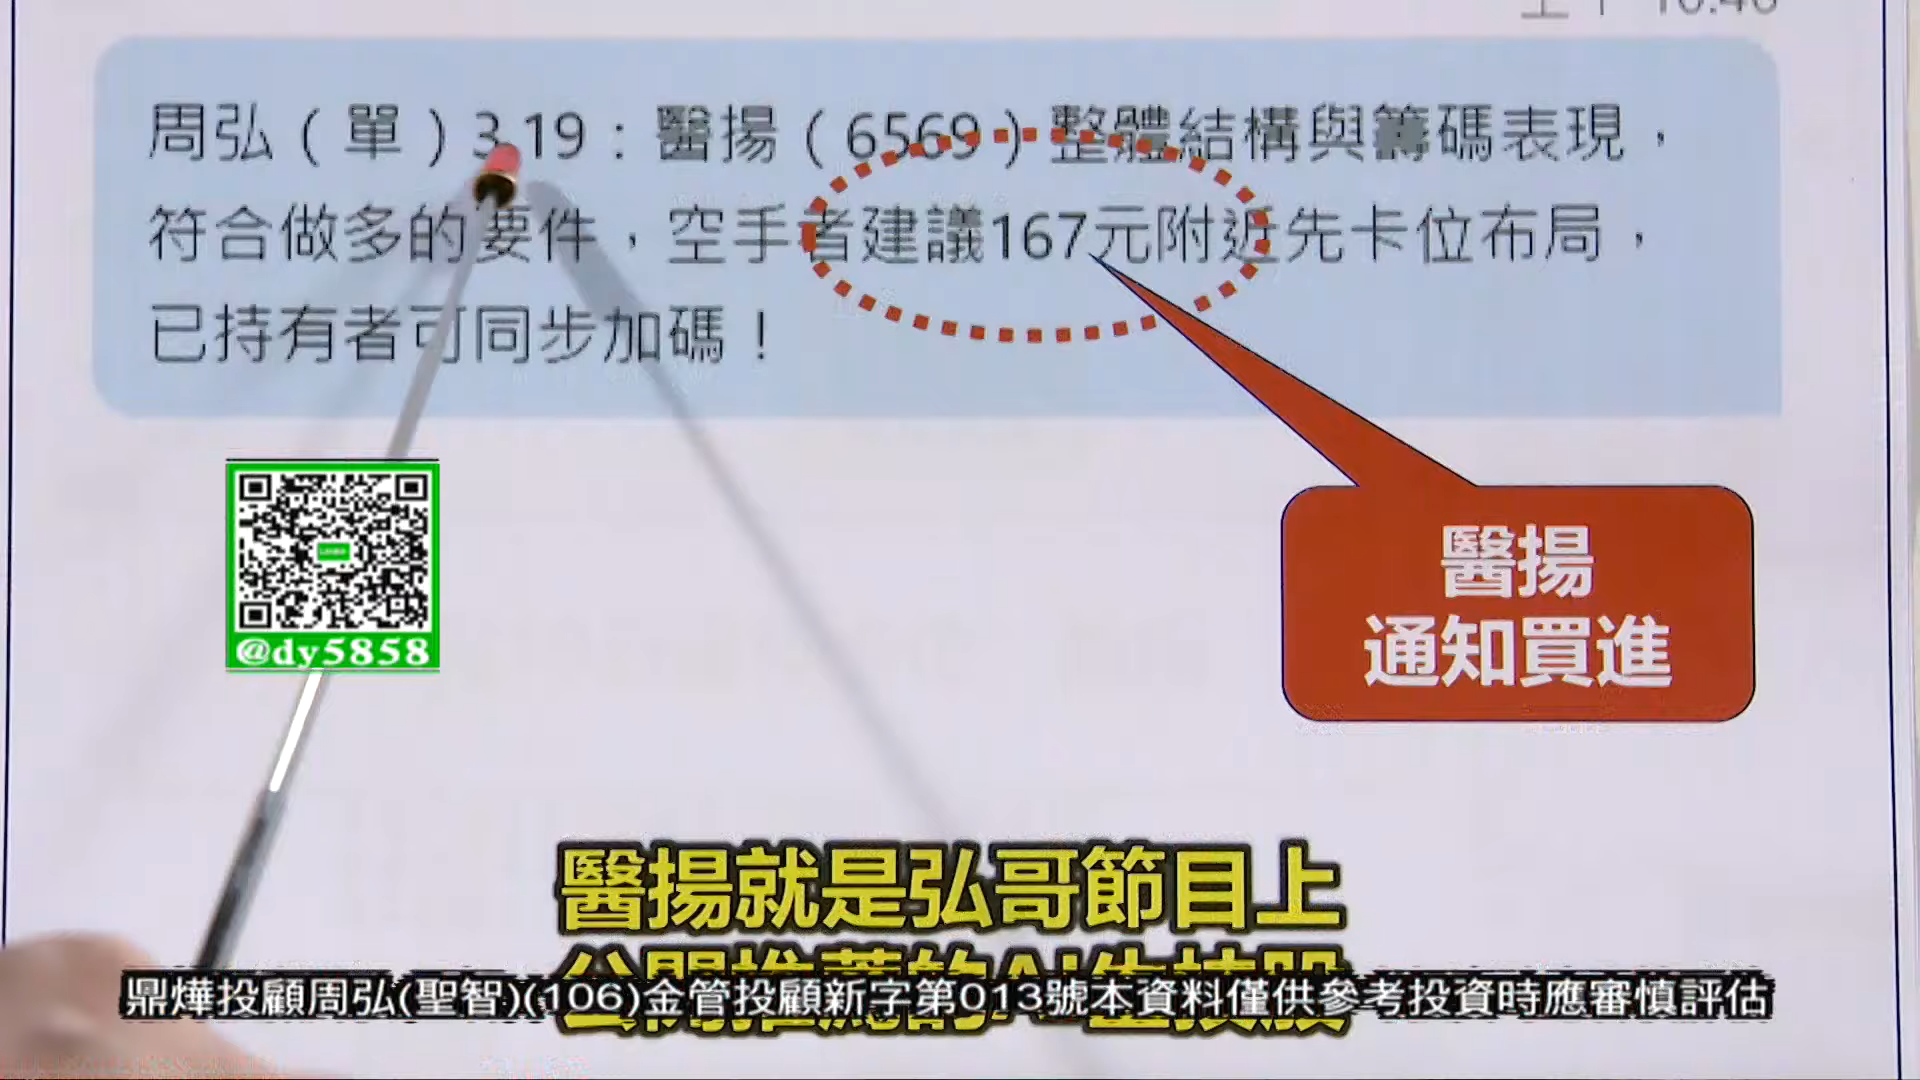 周弘（單）3.19：醫揚（6569）整體結構與籌碼表現，
符合做多的要件，空手者建議167元附近先卡位布局，
已持有者可同步加碼！
醫揚
通知買進
@dy5858
醫揚就是弘哥節目上
鼎燁投顧周弘(聖智)(106)金管投顧新字第013號本資料僅供參考投資時應審慎評估